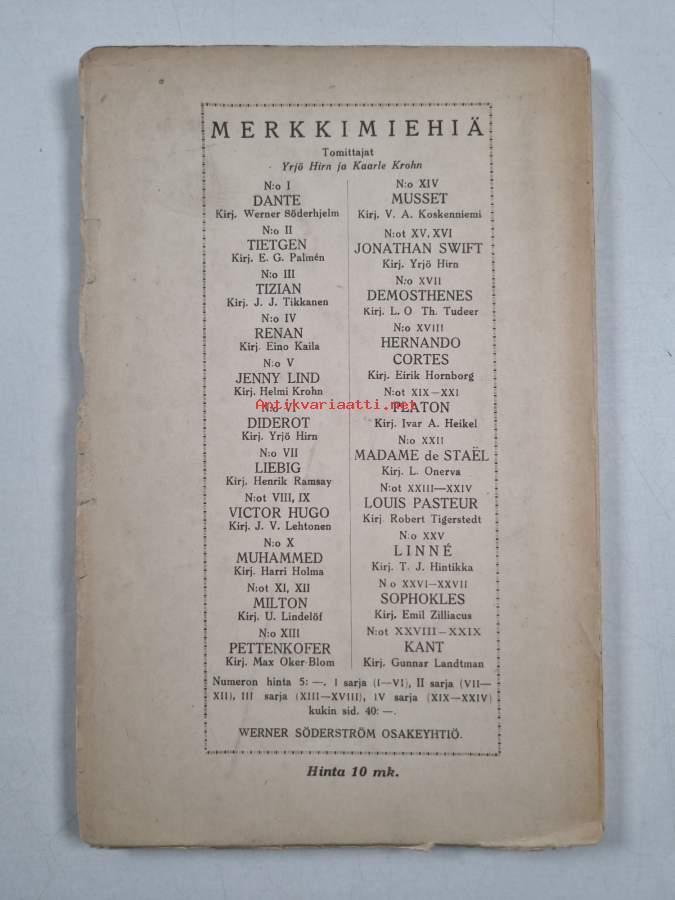 MERKKIMIEHIÄ
Tomittajat
Yrjö Hirn ja Kaarle Krohn
N:o I
DANTE
Kirj. Werner Söderhjelm
N:o II
TIETGEN
Kirj. E. G. Palmén
N:o III
TIZIAN
Kirj. J. J. Tikkanen
N:o IV
RENAN
Kirj. Eino Kaila
N:o V
JENNY LIND
Kirj. Helmi Krohn
N:o VI
DIDEROT
Kirj. Yrjö Hirn
N:o VII
LIEBIG
Kirj. Henrik Ramsay
N:ot VIII, IX
VICTOR HUGO
Kirj. J. V. Lehtonen
N:o X
MUHAMMED
Kirj. Harri Holma
N:ot XI, XII
MILTON
Kirj. U. Lindelöf
N:o XIII
PETTENKOFER
Kirj. Max Oker-Blom
N:o XIV
MUSSET
Kirj. V. A. Koskenniemi
N:ot XV, XVI
JONATHAN SWIFT
Kirj. Yrjö Hirn
N:o XVII
DEMOSTHENES
Kirj. L. O Th. Tudeer
N:o XVIII
HERNANDO
CORTES
Kirj. Eirik Hornborg
N:ot XIX—XXI
PLATON
Kirj. Ivar A. Heikel
N:o XXII
MADAME de STAËL
Kirj. L. Onerva
N:ot XXIII—XXIV
LOUIS PASTEUR
Kirj. Robert Tigerstedt
N:o XXV
LINNÉ
Kirj. T. J. Hintikka
N o XXVI—XXVII
SOPHOKLES
Kirj. Emil Zilliacus
N:ot XXVIII—XXIX
KANT
Kirj. Gunnar Landtman
Numeron hinta 5: —. I sarja (I—VI), II sarja (VII—
XII), III sarja (XIII—XVIII), IV sarja (XIX—XXIV)
kukin sid. 40: —.
WERNER SÖDERSTRÖM OSAKEYHTIÖ.
Hinta 10 mk.
Antikvariaatti.net